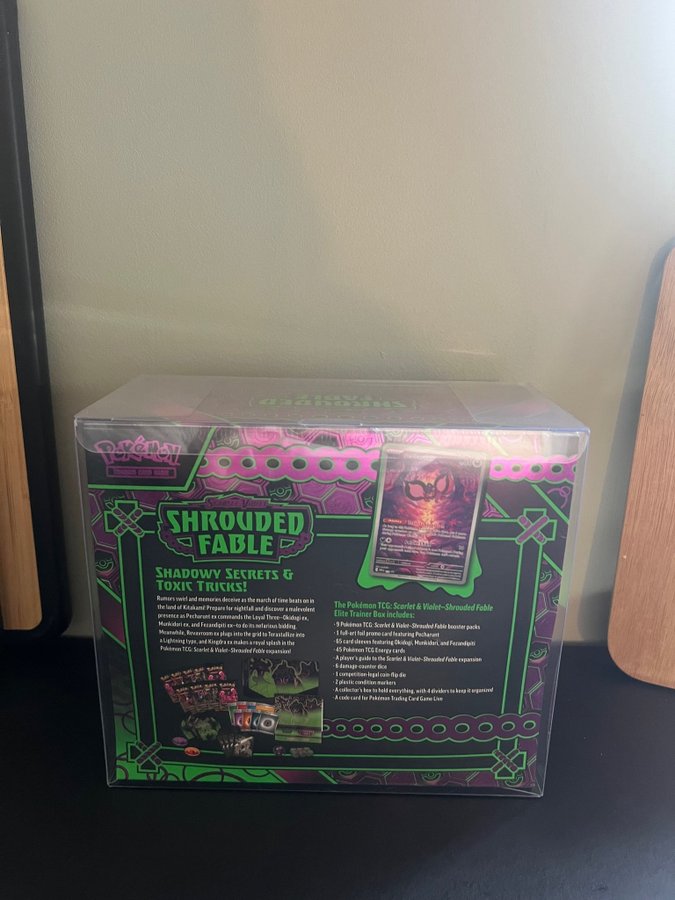 SHROUDED
FABLE
POKéMON
TRADING CARD GAME
SCARLET & VIOLET
SHROUDED
FABLE
SHADOWY SECRETS &
TOXIC TRICKS!
Rumors swirl and memories deceive as the march of time beats on in
the land of Kitakami! Prepare for nightfall and discover a malevolent
presence as Pecharunt ex commands the Loyal Three—Okidogi ex,
Munkidori ex, and Fezandipiti ex—to do its nefarious bidding.
Meanwhile, Revavroom ex plugs into the grid to Terastallize into
a Lightning type, and Kingdra ex makes a royal splash in the
Pokémon TCG: Scarlet & Violet—Shrouded Fable expansion!
The Pokémon TCG: Scarlet & Violet—Shrouded Fable
Elite Trainer Box includes:
· 9 Pokémon TCG: Scarlet & Violet—Shrouded Fable booster packs
· 1 full-art foil promo card featuring Pecharunt
· 65 card sleeves featuring Okidogi, Munkidori, and Fezandipiti
· 45 Pokémon TCG Energy cards
· A player's guide to the Scarlet & Violet—Shrouded Fable expansion
· 6 damage-counter dice
· 1 competition-legal coin-flip die
· 2 plastic condition markers
· A collector's box to hold everything, with 4 dividers to keep it organized
· A code card for Pokémon Trading Card Game Live